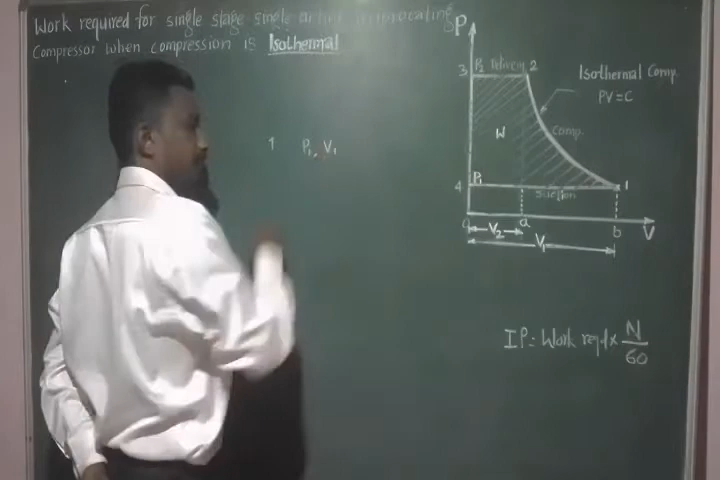 Work required for single stage single acting reciprocating
Compressor when compression is Isothermal
1 P₁, V₁
P
3 P₂ Delivery 2
Isothermal Comp.
PV=C
W
Comp.
4 P₁ 1
Suction
0 a b V
V₂
V₁
IP = Work reqd × N/60